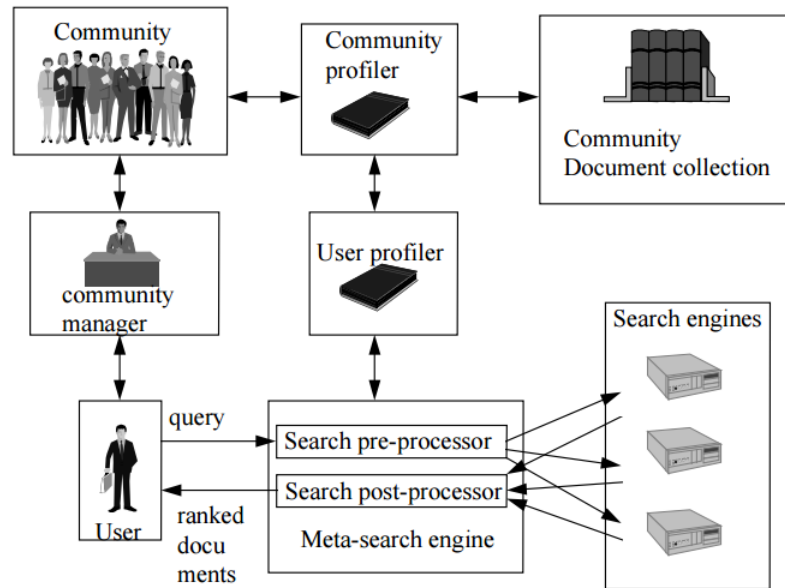 Community
Community
profiler
Community
Document collection
community
manager
User profiler
Search engines
query
Search pre-processor
Search post-processor
User
ranked
docu
ments
Meta-search engine